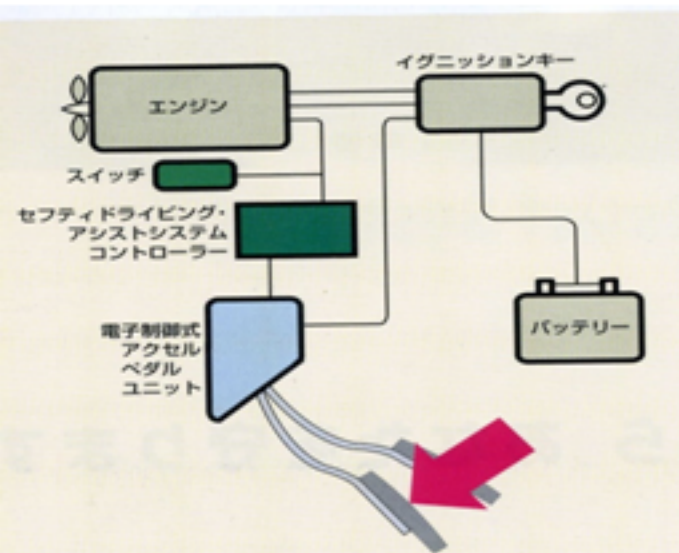 イグニッションキー
エンジン
スイッチ
セフティドライビング・
アシストシステム
コントローラー
バッテリー
電子制御式
アクセル
ペダル
ユニット